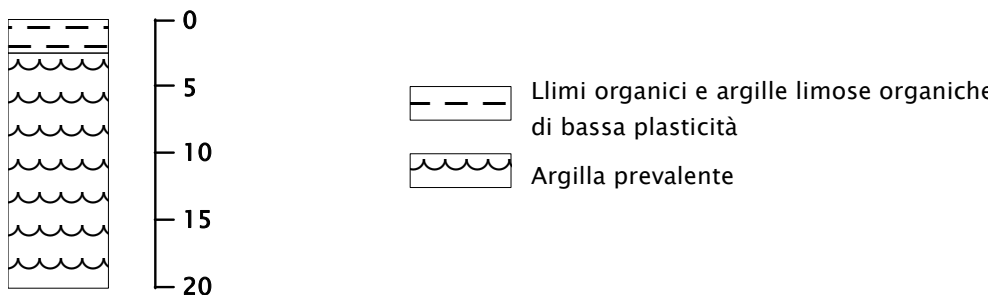 0
5
10
15
20
Llimi organici e argille limose organiche
di bassa plasticità
Argilla prevalente